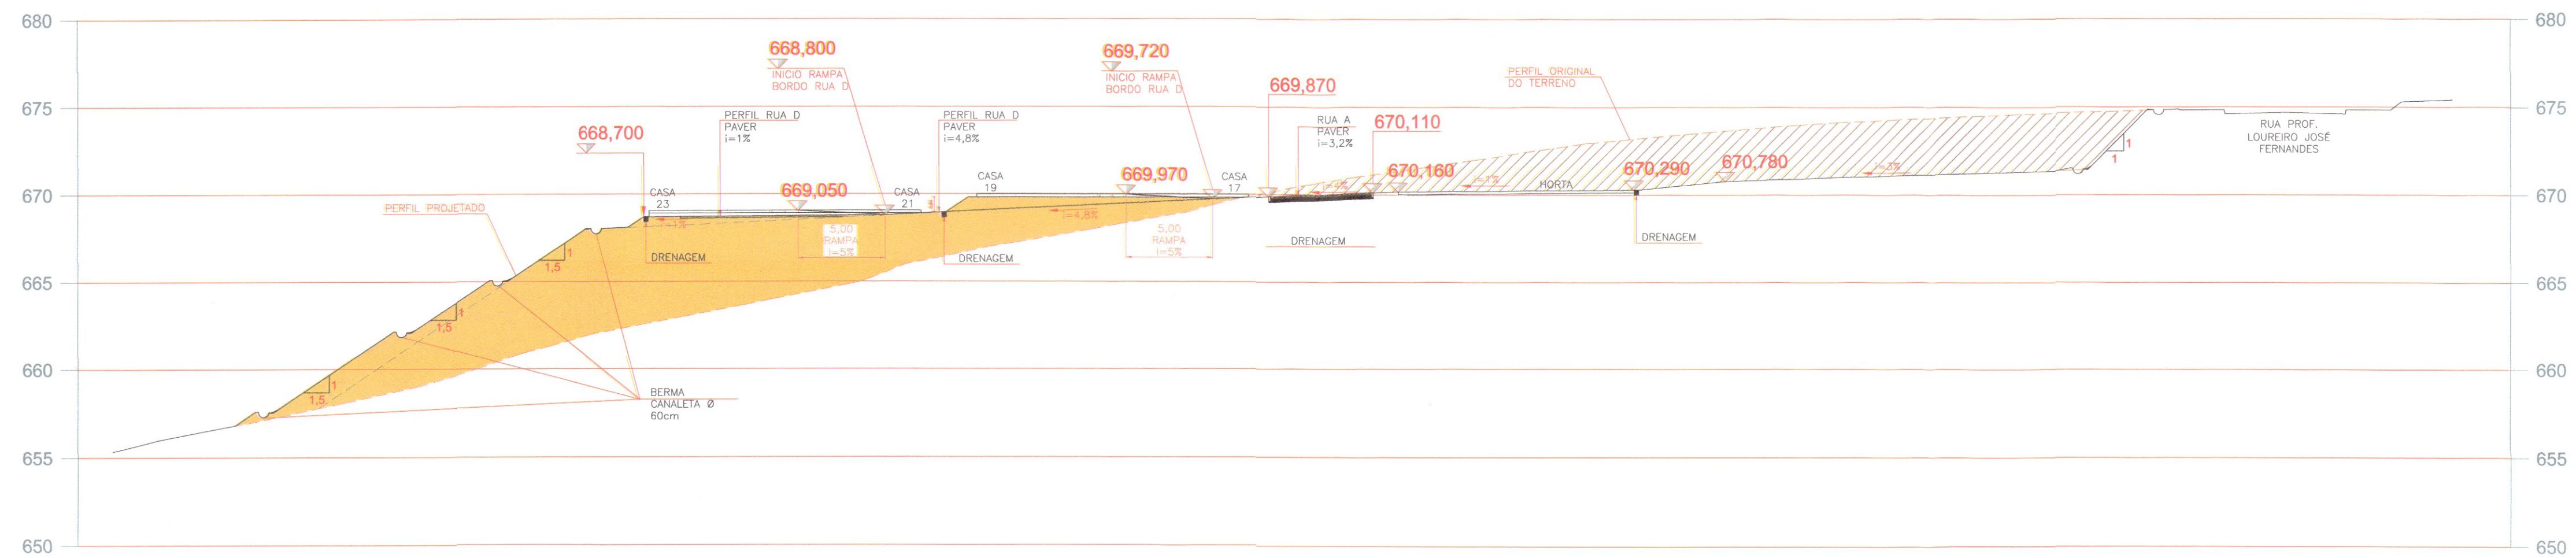 680
680
668,800
669,720
INICIO RAMPA
BORDO RUA D
INICIO RAMPA
BORDO RUA D
PERFIL ORIGINAL
DO TERRENO
669,870
675
675
PERFIL RUA D
PAVER
i=1%
PERFIL RUA D
PAVER
i=4,8%
RUA A
PAVER
i=3,2%
670,110
668,700
RUA PROF.
LOUREIRO JOSÉ
FERNANDES
1
1
670,160
670,290
670,780
i=3%
669,970
CASA
19
CASA
17
i=4%
i=1%
HORTA
669,050
CASA
23
CASA
21
670
670
PERFIL PROJETADO
i=1%
i=4,8%
5,00
RAMPA
i=5%
5,00
RAMPA
i=5%
DRENAGEM
DRENAGEM
DRENAGEM
DRENAGEM
1
1,5
665
665
1
1,5
660
660
1
1,5
BERMA
CANALETA Ø
60cm
655
655
650
650